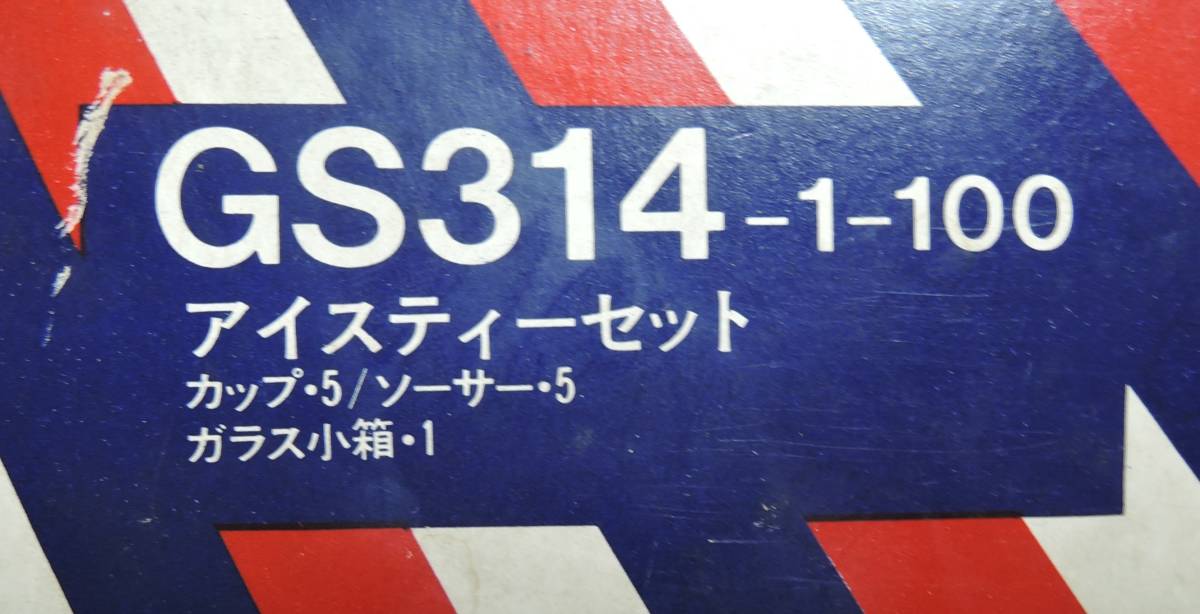 GS314-1-100
アイスティーセット
カップ・5/ソーサー・5
ガラス小箱・1